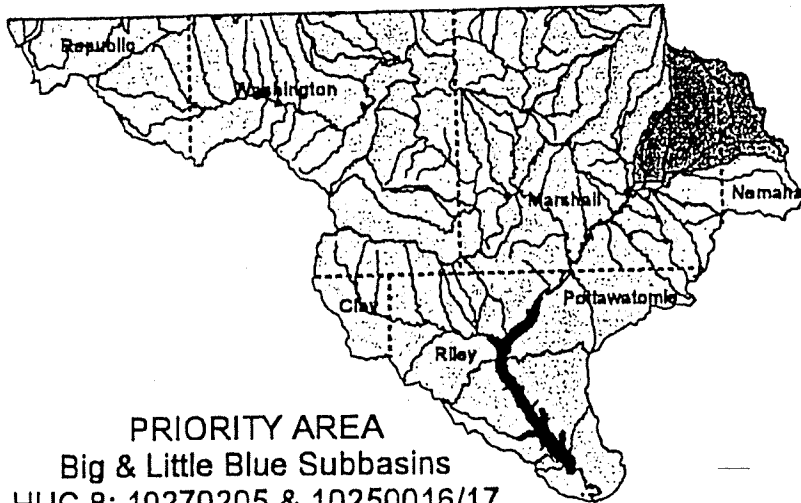 Republic
Washington
Marshall
Nemaha
Clay
Pottawatomie
Riley
PRIORITY AREA
Big & Little Blue Subbasins
HUC 8: 10270205 & 10250016/17